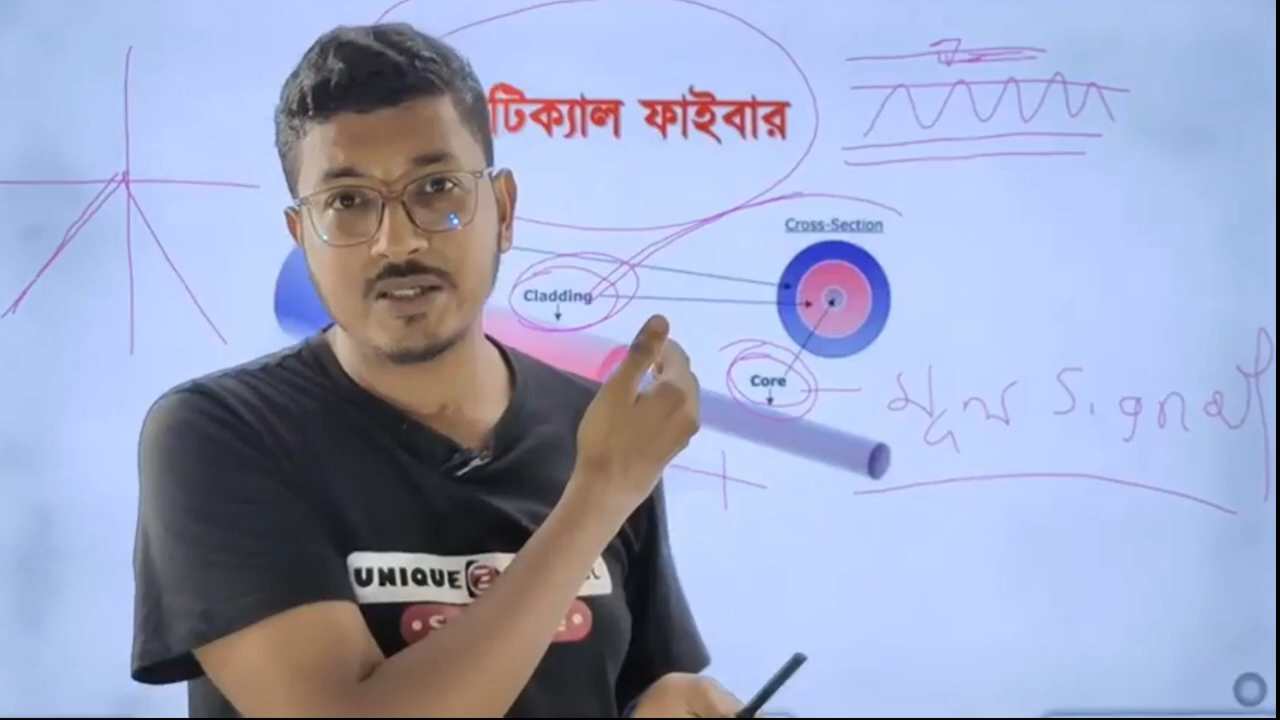 টিক্যাল ফাইবার
Cross-Section
Cladding
Core
মূল Signal
UNIQUE